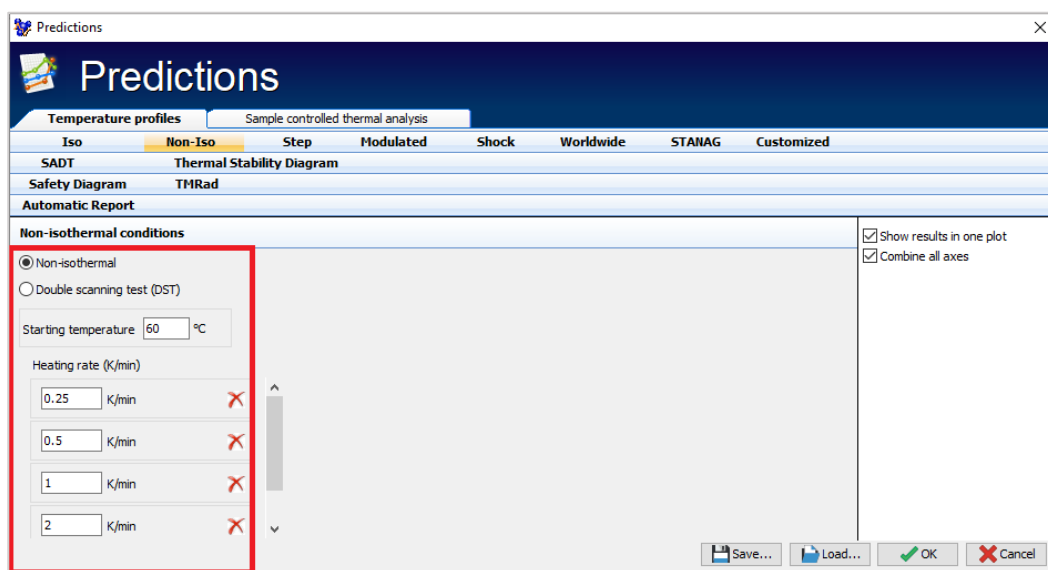 Predictions
Predictions
Temperature profiles Sample controlled thermal analysis
Iso Non-Iso Step Modulated Shock Worldwide STANAG Customized
SADT Thermal Stability Diagram
Safety Diagram TMRad
Automatic Report
Non-isothermal conditions
Show results in one plot
Combine all axes
Non-isothermal
Double scanning test (DST)
Starting temperature 60 ºC
Heating rate (K/min)
0.25 K/min
0.5 K/min
1 K/min
2 K/min
Save... Load... OK Cancel